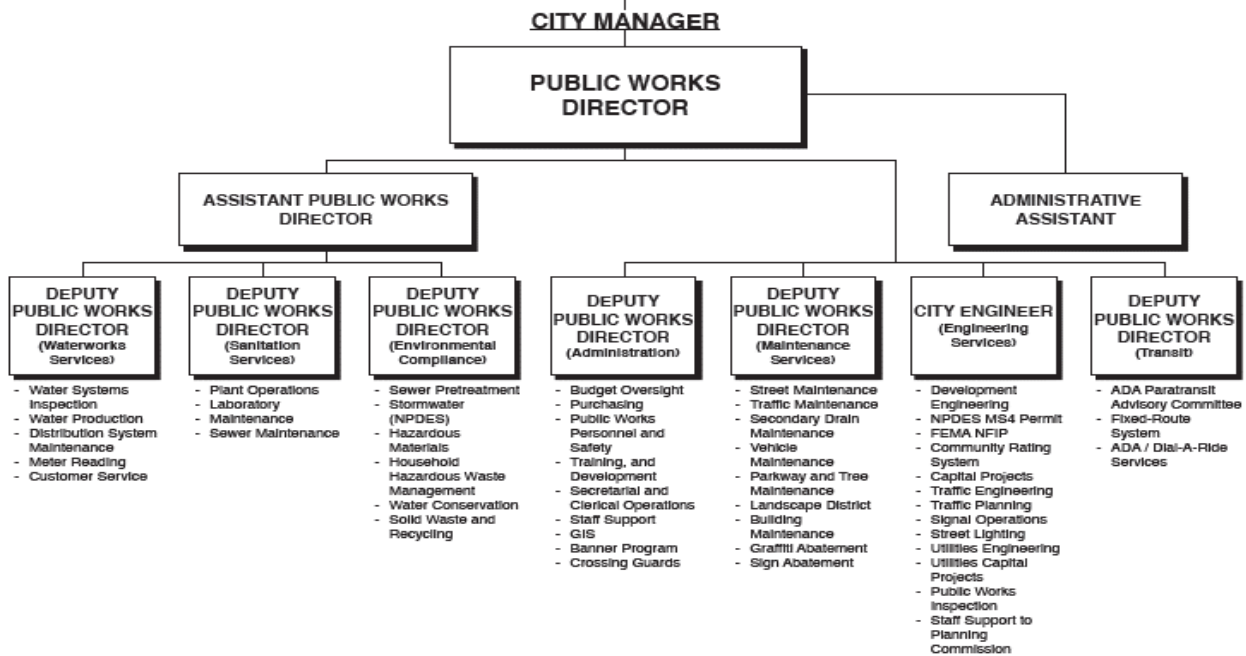 CITY MANAGER
PUBLIC WORKS
DIRECTOR
ASSISTANT PUBLIC WORKS
DIRECTOR
ADMINISTRATIVE
ASSISTANT
DEPUTY
PUBLIC WORKS
DIRECTOR
(Waterworks
Services)
- Water Systems
Inspection
- Water Production
- Distribution System
Maintenance
- Meter Reading
- Customer Service
DEPUTY
PUBLIC WORKS
DIRECTOR
(Sanitation
Services)
- Plant Operations
- Laboratory
- Maintenance
- Sewer Maintenance
DEPUTY
PUBLIC WORKS
DIRECTOR
(Environmental
Compliance)
- Sewer Pretreatment
- Stormwater
(NPDES)
- Hazardous
Materials
- Household
Hazardous Waste
Management
- Water Conservation
- Solid Waste and
Recycling
DEPUTY
PUBLIC WORKS
DIRECTOR
(Administration)
- Budget Oversight
- Purchasing
- Public Works
Personnel and
Safety
- Training, and
Development
- Secretarial and
Clerical Operations
- Staff Support
- GIS
- Banner Program
- Crossing Guards
DEPUTY
PUBLIC WORKS
DIRECTOR
(Maintenance
Services)
- Street Maintenance
- Traffic Maintenance
- Secondary Drain
Maintenance
- Vehicle
Maintenance
- Parkway and Tree
Maintenance
- Landscape District
- Building
Maintenance
- Graffiti Abatement
- Sign Abatement
CITY ENGINEER
(Engineering
Services)
- Development
Engineering
- NPDES MS4 Permit
- FEMA NFIP
- Community Rating
System
- Capital Projects
- Traffic Engineering
- Traffic Planning
- Signal Operations
- Street Lighting
- Utilities Engineering
- Utilities Capital
Projects
- Public Works
Inspection
- Staff Support to
Planning
Commission
DEPUTY
PUBLIC WORKS
DIRECTOR
(Transit)
- ADA Paratransit
Advisory Committee
- Fixed-Route
System
- ADA / Dial-A-Ride
Services